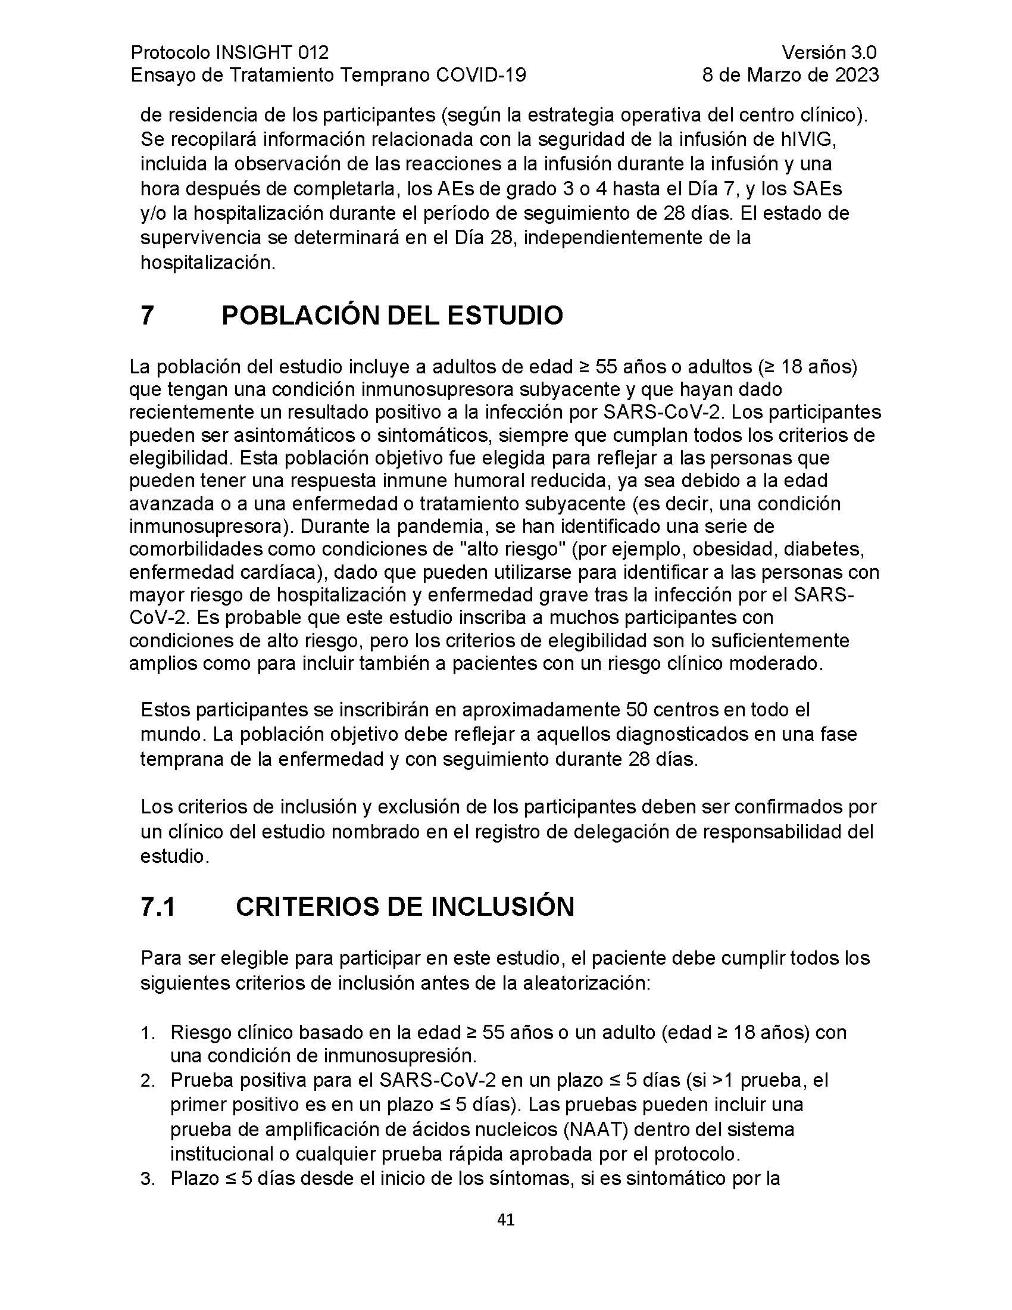 Protocolo INSIGHT 012 Versión 3.0
Ensayo de Tratamiento Temprano COVID-19 8 de Marzo de 2023
de residencia de los participantes (según la estrategia operativa del centro clínico).
Se recopilará información relacionada con la seguridad de la infusión de hIVIG,
incluida la observación de las reacciones a la infusión durante la infusión y una
hora después de completarla, los AEs de grado 3 o 4 hasta el Día 7, y los SAEs
y/o la hospitalización durante el período de seguimiento de 28 días. El estado de
supervivencia se determinará en el Día 28, independientemente de la
hospitalización.
7 POBLACIÓN DEL ESTUDIO
La población del estudio incluye a adultos de edad ≥ 55 años o adultos (≥ 18 años)
que tengan una condición inmunosupresora subyacente y que hayan dado
recientemente un resultado positivo a la infección por SARS-CoV-2. Los participantes
pueden ser asintomáticos o sintomáticos, siempre que cumplan todos los criterios de
elegibilidad. Esta población objetivo fue elegida para reflejar a las personas que
pueden tener una respuesta inmune humoral reducida, ya sea debido a la edad
avanzada o a una enfermedad o tratamiento subyacente (es decir, una condición
inmunosupresora). Durante la pandemia, se han identificado una serie de
comorbilidades como condiciones de "alto riesgo" (por ejemplo, obesidad, diabetes,
enfermedad cardíaca), dado que pueden utilizarse para identificar a las personas con
mayor riesgo de hospitalización y enfermedad grave tras la infección por el SARS-
CoV-2. Es probable que este estudio inscriba a muchos participantes con
condiciones de alto riesgo, pero los criterios de elegibilidad son lo suficientemente
amplios como para incluir también a pacientes con un riesgo clínico moderado.
Estos participantes se inscribirán en aproximadamente 50 centros en todo el
mundo. La población objetivo debe reflejar a aquellos diagnosticados en una fase
temprana de la enfermedad y con seguimiento durante 28 días.
Los criterios de inclusión y exclusión de los participantes deben ser confirmados por
un clínico del estudio nombrado en el registro de delegación de responsabilidad del
estudio.
7.1 CRITERIOS DE INCLUSIÓN
Para ser elegible para participar en este estudio, el paciente debe cumplir todos los
siguientes criterios de inclusión antes de la aleatorización:
1. Riesgo clínico basado en la edad ≥ 55 años o un adulto (edad ≥ 18 años) con
una condición de inmunosupresión.
2. Prueba positiva para el SARS-CoV-2 en un plazo ≤ 5 días (si >1 prueba, el
primer positivo es en un plazo ≤ 5 días). Las pruebas pueden incluir una
prueba de amplificación de ácidos nucleicos (NAAT) dentro del sistema
institucional o cualquier prueba rápida aprobada por el protocolo.
3. Plazo ≤ 5 días desde el inicio de los síntomas, si es sintomático por la
41